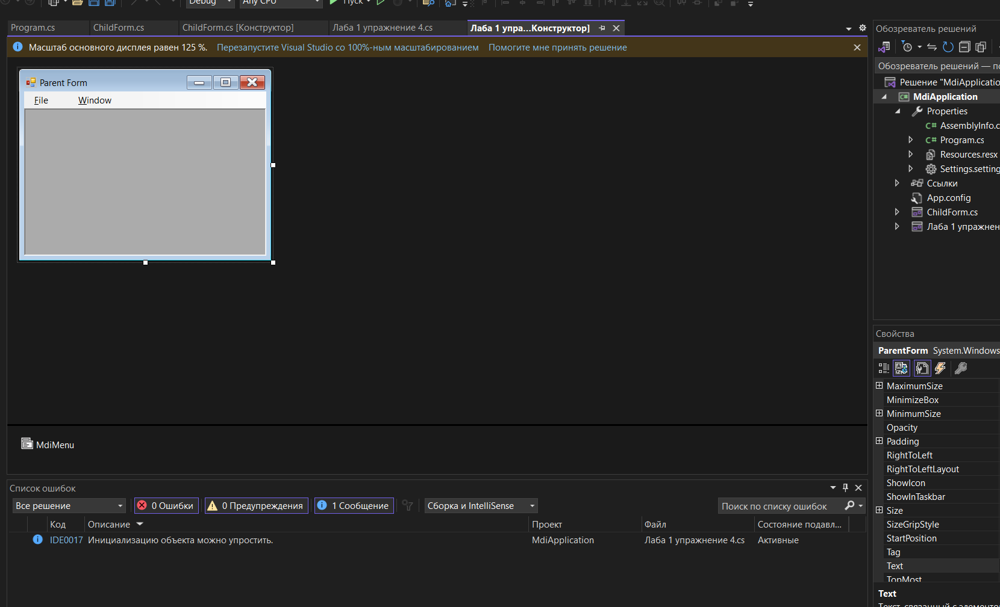 Debug
Any CPU
Пуск
Program.cs
ChildForm.cs
ChildForm.cs [Конструктор]
Лаба 1 упражнение 4.cs
Лаба 1 упра...Конструктор]
Масштаб основного дисплея равен 125 %. Перезапустите Visual Studio со 100%-ным масштабированием Помогите мне принять решение
Parent Form
File Window
MdiMenu
Список ошибок
Все решение
0 Ошибки
0 Предупреждения
1 Сообщение
Сборка и IntelliSense
Поиск по списку ошибок
Код Описание Проект Файл Состояние подавл...
IDE0017 Инициализацию объекта можно упростить. MdiApplication Лаба 1 упражнение 4.cs Активные
Обозреватель решений
Обозреватель решений — по
Решение "MdiApplicatio
MdiApplication
Properties
AssemblyInfo.c
Program.cs
Resources.resx
Settings.setting
Ссылки
App.config
ChildForm.cs
Лаба 1 упражнен
Свойства
ParentForm System.Windows
MaximumSize
MinimizeBox
MinimumSize
Opacity
Padding
RightToLeft
RightToLeftLayout
ShowIcon
ShowInTaskbar
Size
SizeGripStyle
StartPosition
Tag
Text
TopMost
Text
Текст, связанный с элементо